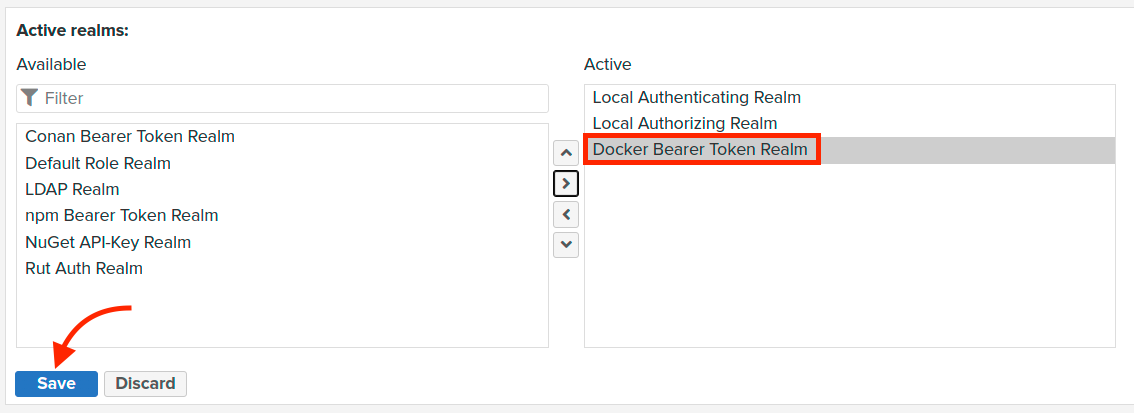 Active realms:
Available
Filter
Conan Bearer Token Realm
Default Role Realm
LDAP Realm
npm Bearer Token Realm
NuGet API-Key Realm
Rut Auth Realm
Active
Local Authenticating Realm
Local Authorizing Realm
Docker Bearer Token Realm
Save
Discard